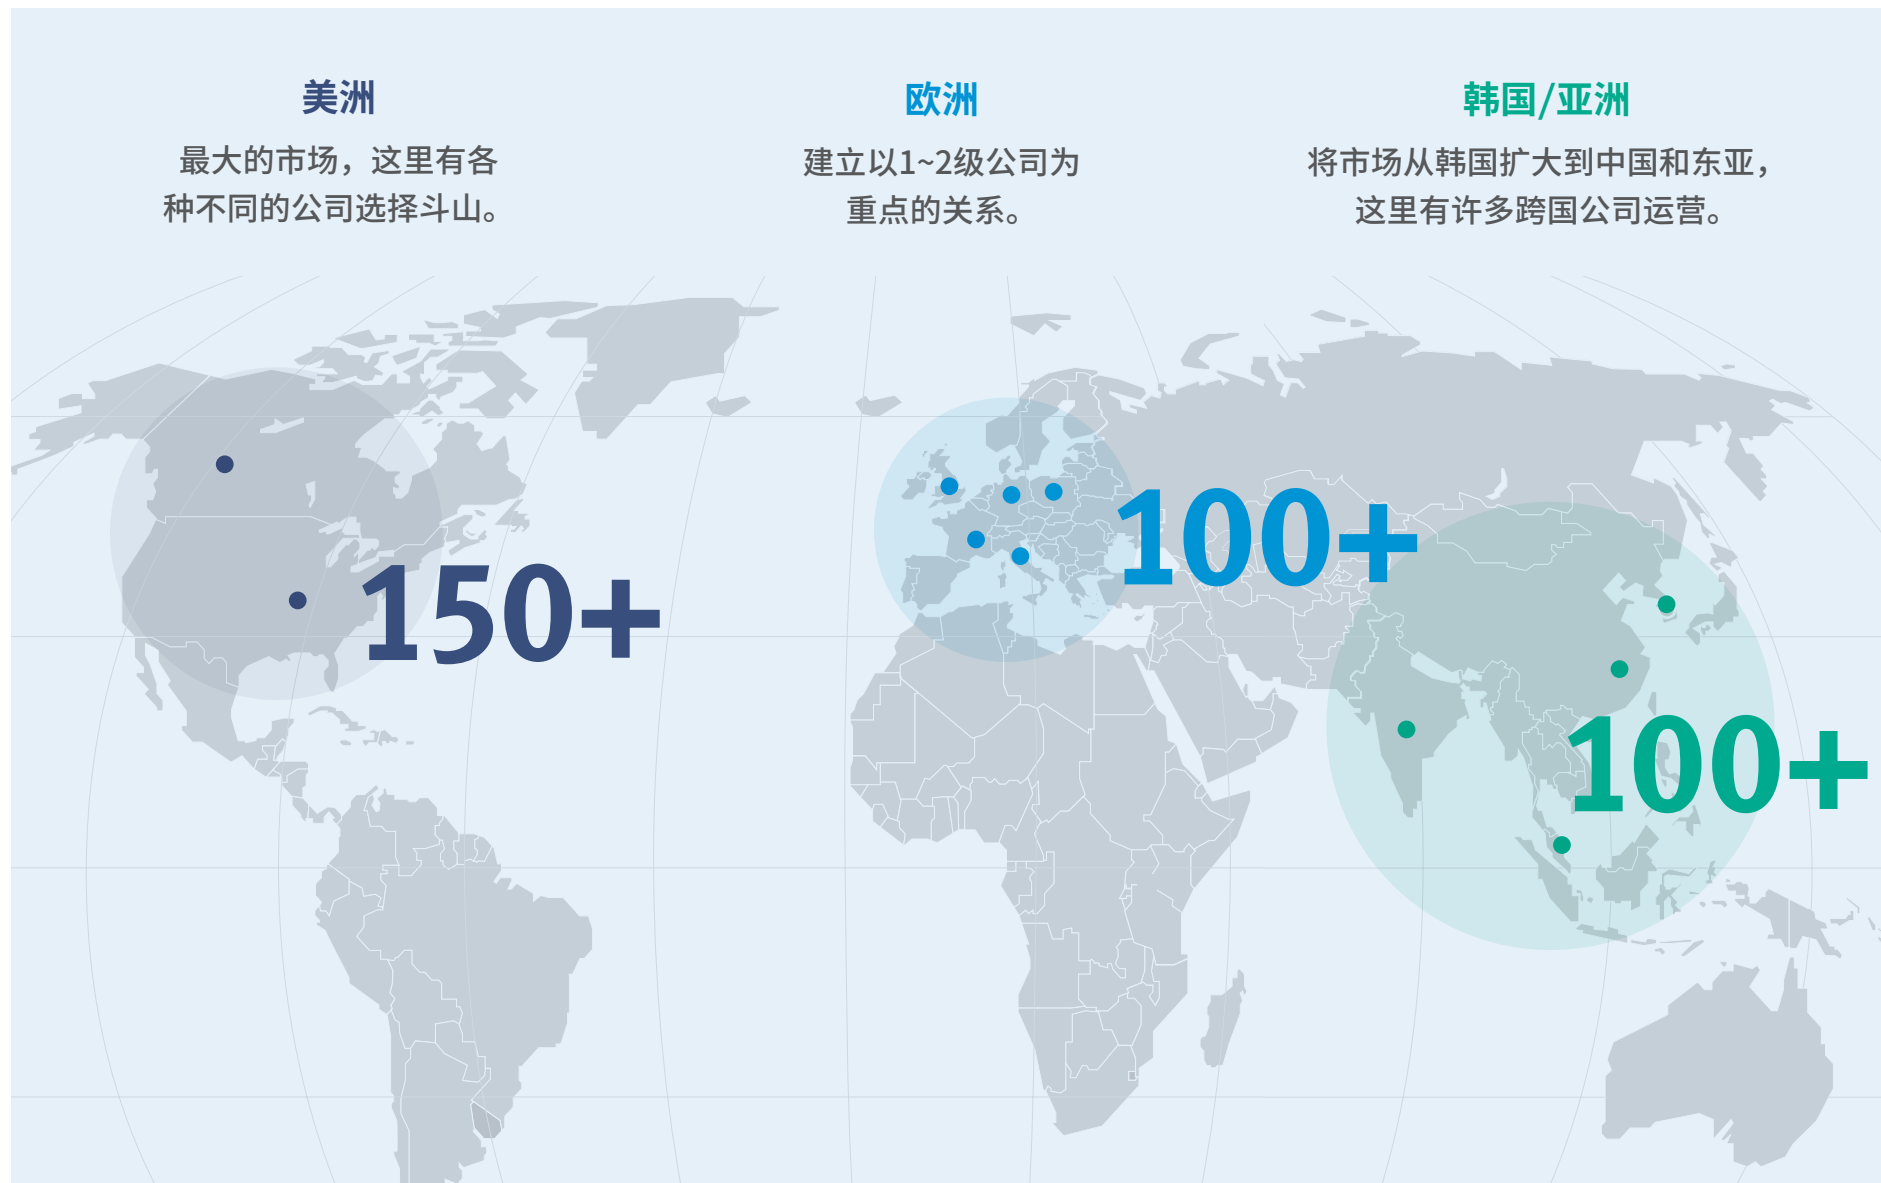 美洲
最大的市场，这里有各
种不同的公司选择斗山。
欧洲
建立以1~2级公司为
重点的关系。
韩国/亚洲
将市场从韩国扩大到中国和东亚，
这里有许多跨国公司运营。
150+
100+
100+